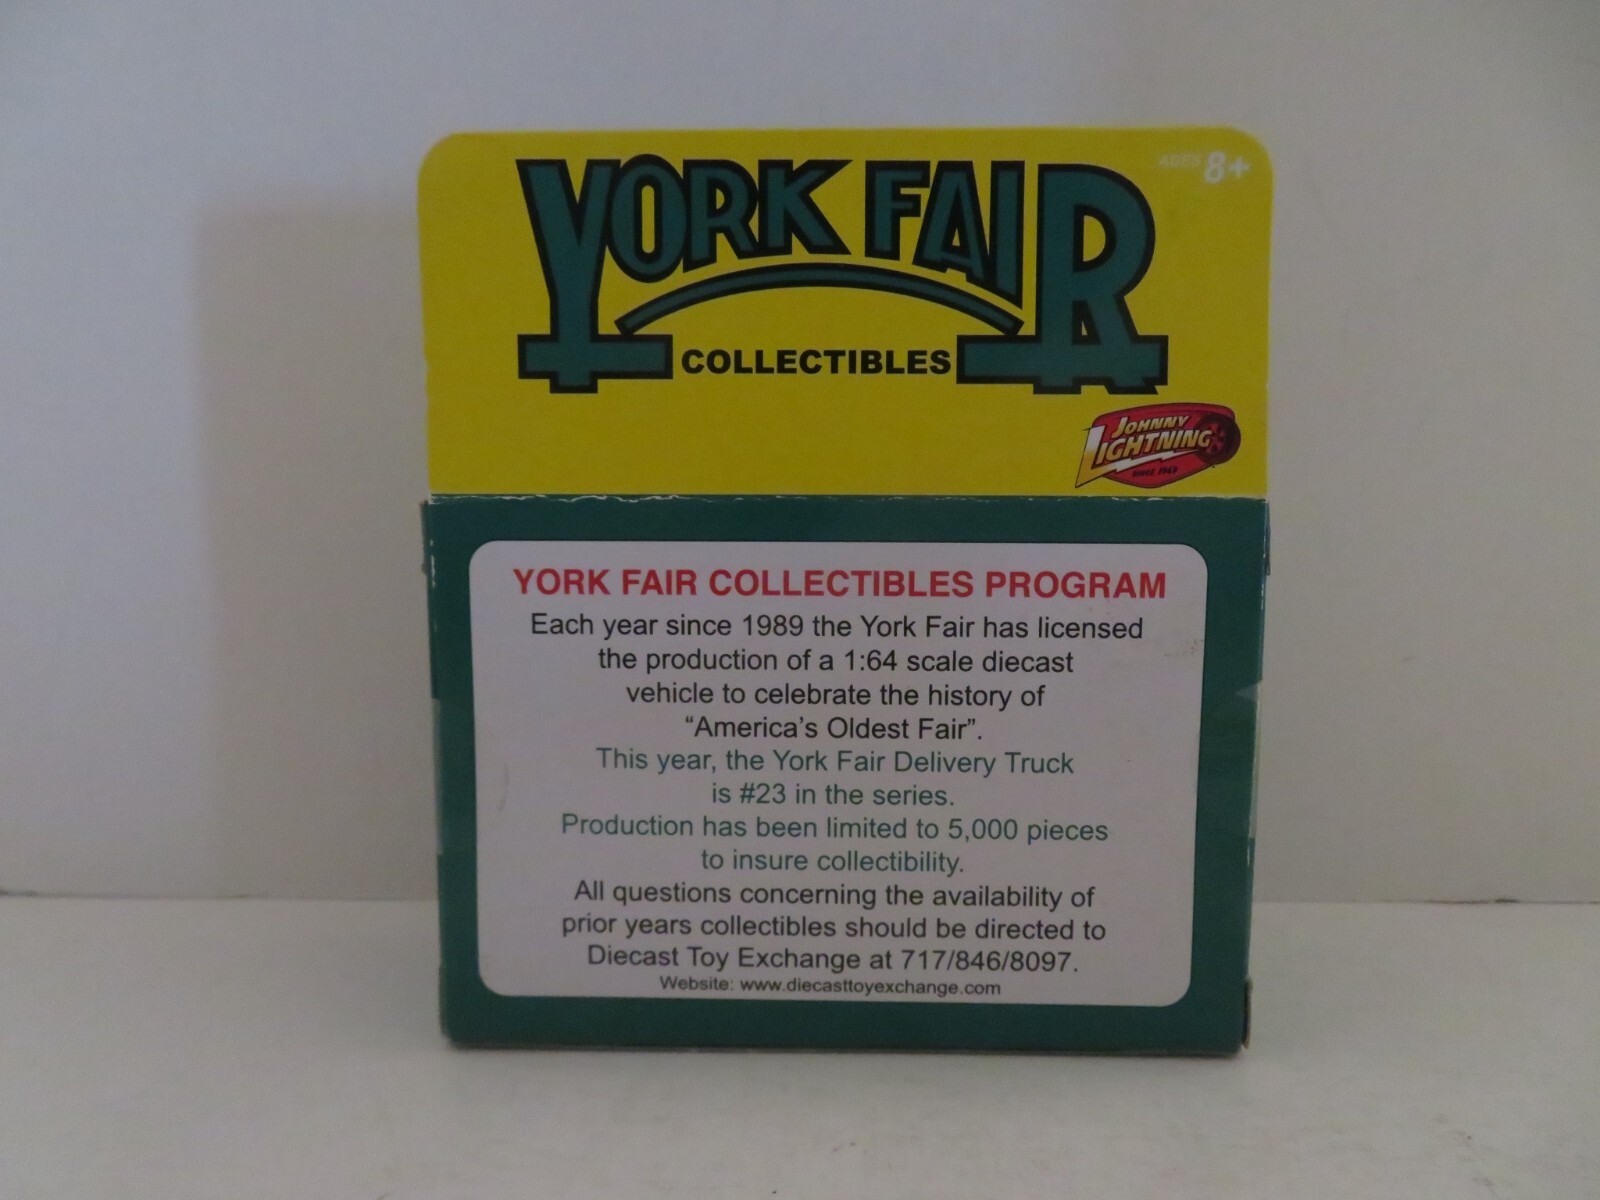 YORK FAIR
AGES 8+
COLLECTIBLES
JOHNNY
LIGHTNING
SINCE 1969
YORK FAIR COLLECTIBLES PROGRAM
Each year since 1989 the York Fair has licensed
the production of a 1:64 scale diecast
vehicle to celebrate the history of
“America’s Oldest Fair”.
This year, the York Fair Delivery Truck
is #23 in the series.
Production has been limited to 5,000 pieces
to insure collectibility.
All questions concerning the availability of
prior years collectibles should be directed to
Diecast Toy Exchange at 717/846/8097.
Website: www.diecasttoyexchange.com